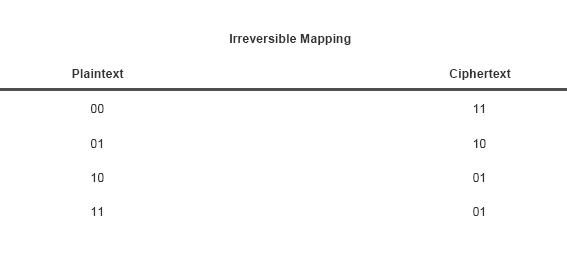 Irreversible Mapping
Plaintext Ciphertext
00 11
01 10
10 01
11 01